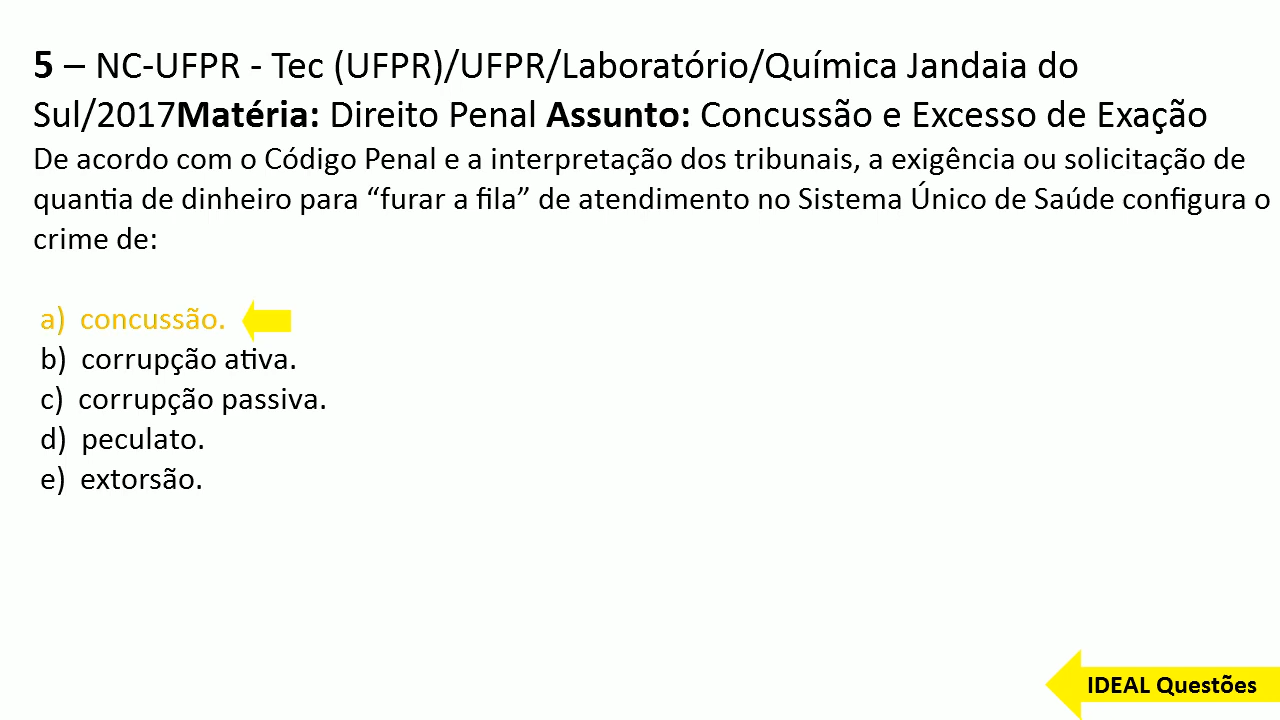 5 – NC-UFPR - Tec (UFPR)/UFPR/Laboratório/Química Jandaia do
Sul/2017Matéria: Direito Penal Assunto: Concussão e Excesso de Exação
De acordo com o Código Penal e a interpretação dos tribunais, a exigência ou solicitação de
quantia de dinheiro para “furar a fila” de atendimento no Sistema Único de Saúde configura o
crime de:
a) concussão.
b) corrupção ativa.
c) corrupção passiva.
d) peculato.
e) extorsão.
IDEAL Questões